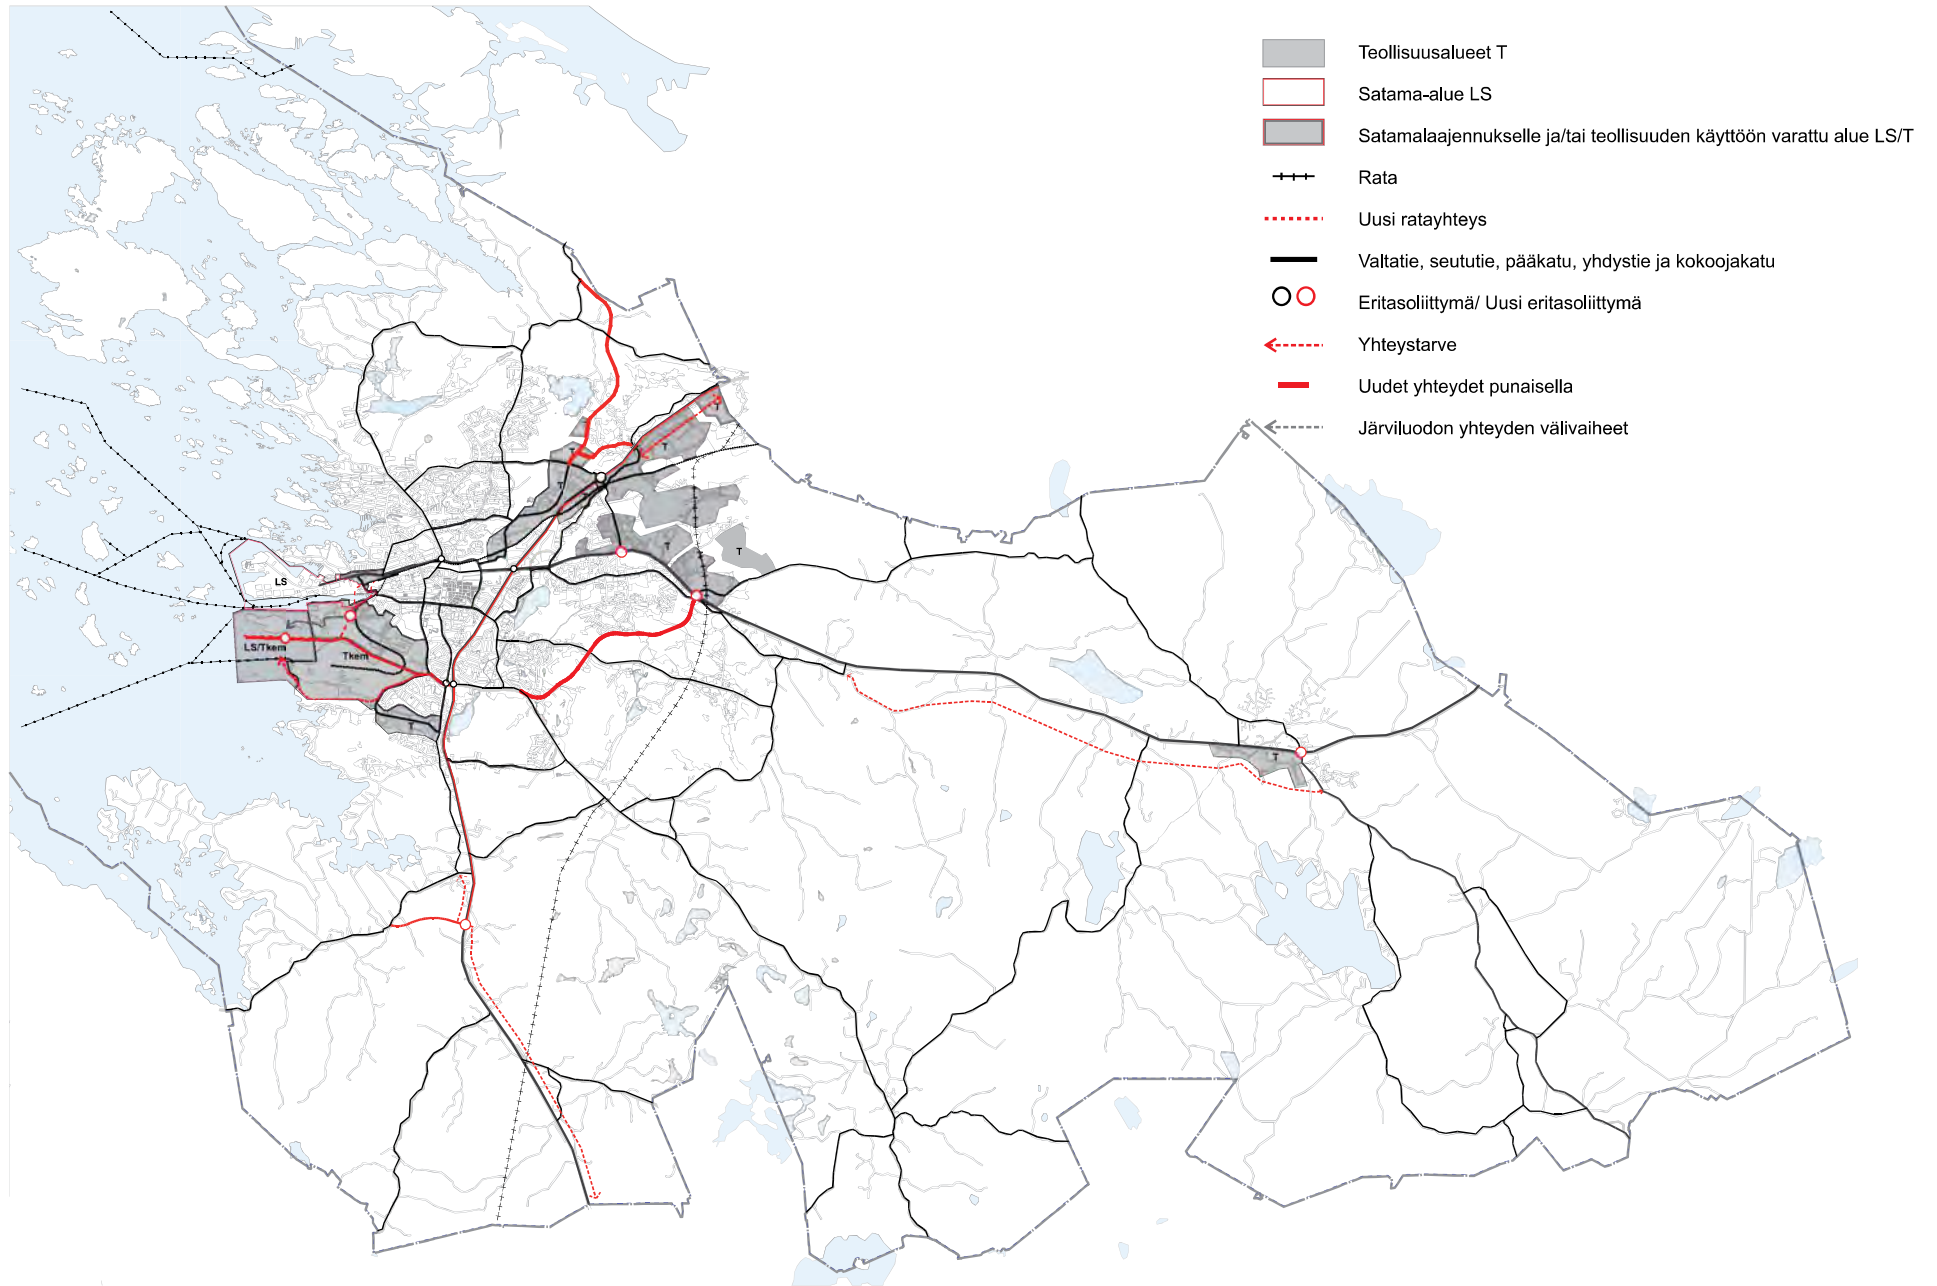 Teollisuusalueet T
Satama-alue LS
Satamalaajennukselle ja/tai teollisuuden käyttöön varattu alue LS/T
Rata
Uusi ratayhteys
Valtatie, seututie, pääkatu, yhdystie ja kokoojakatu
Eritasoliittymä/ Uusi eritasoliittymä
Yhteystarve
Uudet yhteydet punaisella
Järviluodon yhteyden välivaiheet
T
T
T
T
T
T
LS
LS/Tkem
Tkem
T
T